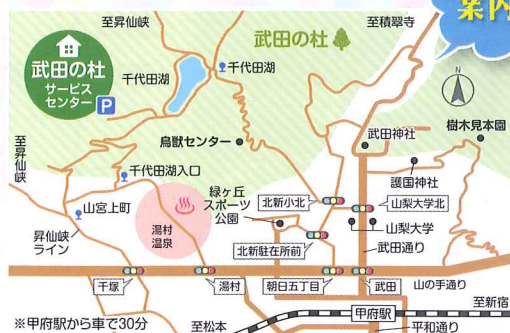 至昇仙峡
至積翠寺
案内
武田の杜
サービス
センター
P
千代田湖
千代田湖
武田の杜
N
鳥獣センター
武田神社
樹木見本園
至昇仙峡
千代田湖入口
護国神社
山宮上町
緑ヶ丘
スポーツ
公園
北新小北
山梨大学北
山梨大学
湯村
温泉
昇仙峡
ライン
北新駐在所前
武田通り
千塚
湯村
朝日五丁目
武田
山の手通り
至新宿
甲府駅
※甲府駅から車で30分
至松本
平和通り